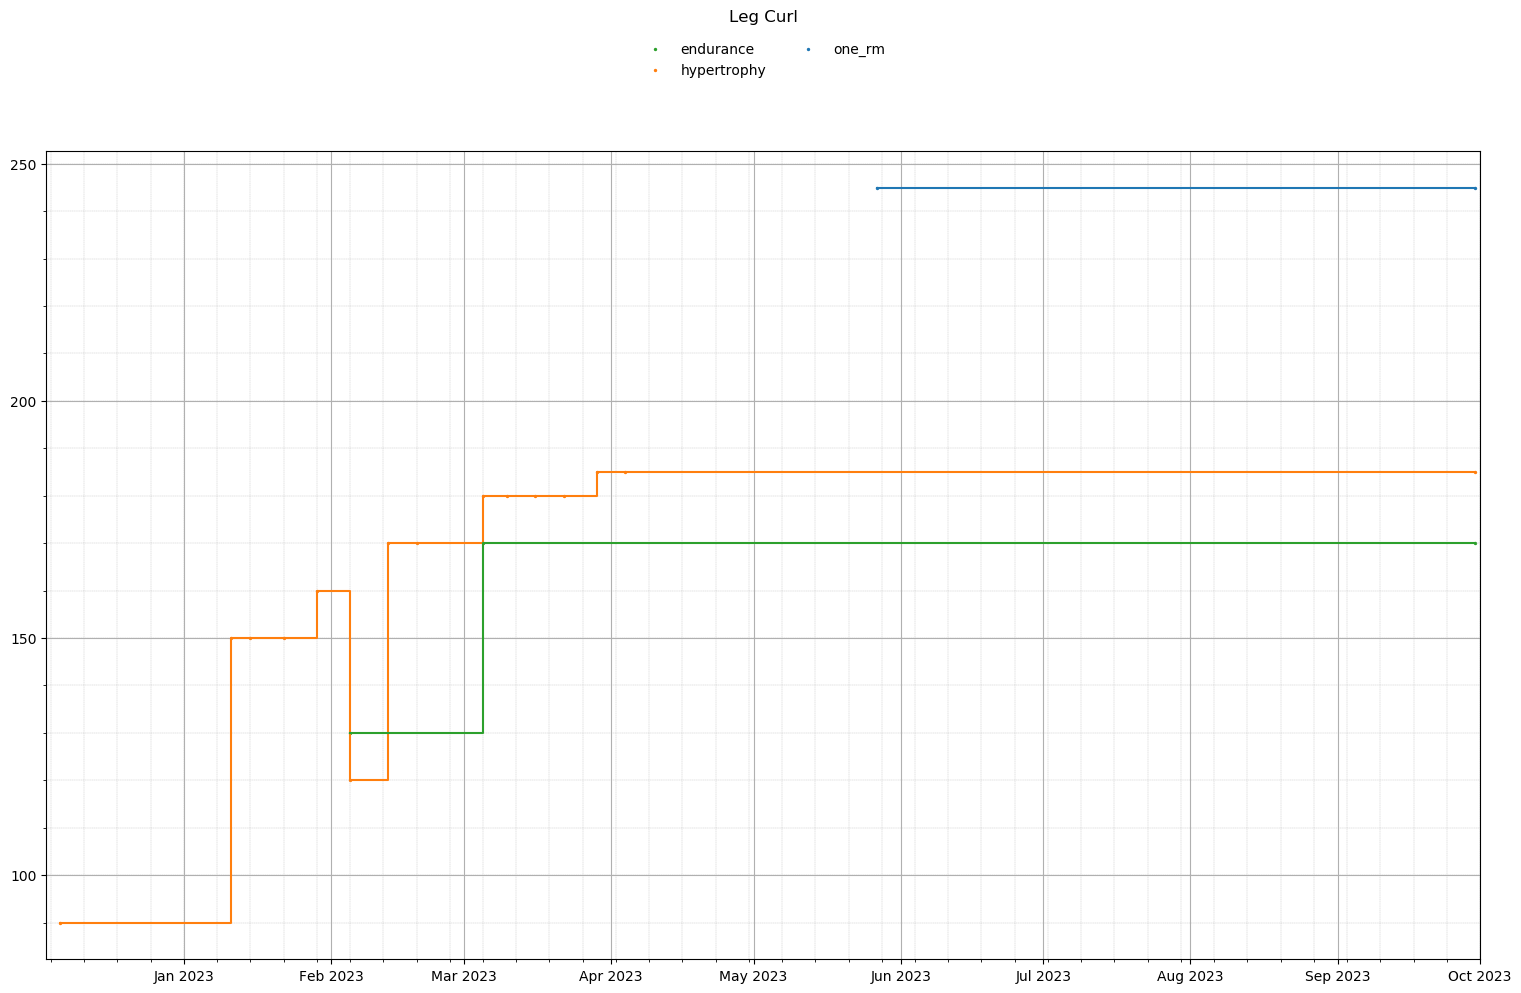 Leg Curl
endurance
hypertrophy
one_rm
250
200
150
100
Jan 2023
Feb 2023
Mar 2023
Apr 2023
May 2023
Jun 2023
Jul 2023
Aug 2023
Sep 2023
Oct 2023